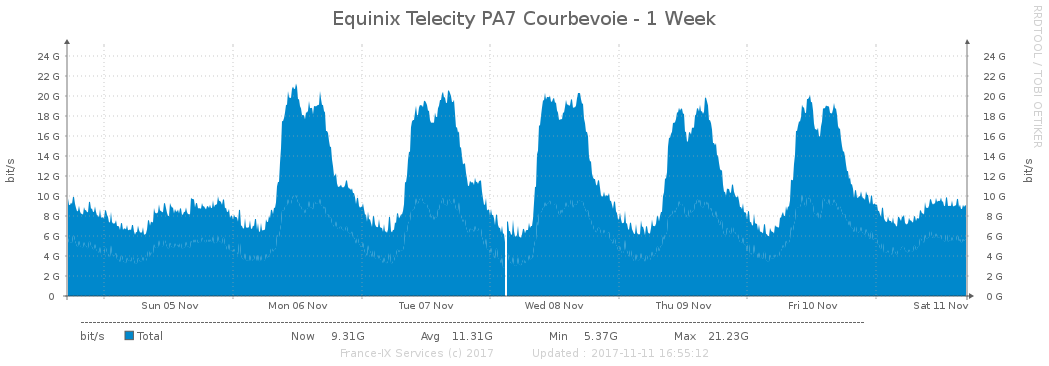 Equinix Telecity PA7 Courbevoie - 1 Week
RRDTOOL / TOBI OETIKER
bit/s
24 G 24 G
22 G 22 G
20 G 20 G
18 G 18 G
16 G 16 G
14 G 14 G
12 G 12 G
10 G 10 G
8 G 8 G
6 G 6 G
4 G 4 G
2 G 2 G
0 0 G
bit/s
Sun 05 Nov Mon 06 Nov Tue 07 Nov Wed 08 Nov Thu 09 Nov Fri 10 Nov Sat 11 Nov
bit/s Total Now 9.31G Avg 11.31G Min 5.37G Max 21.23G
France-IX Services (c) 2017 Updated : 2017-11-11 16:55:12